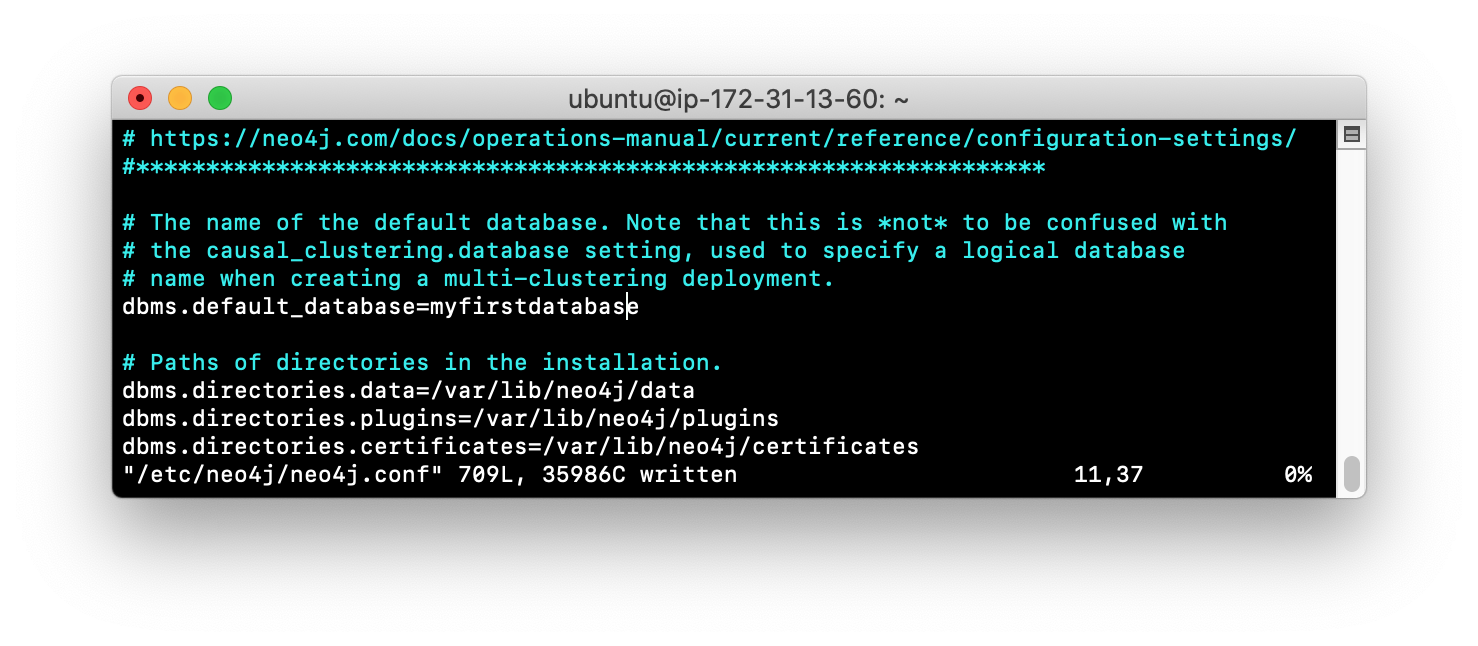 ubuntu@ip-172-31-13-60: ~
# https://neo4j.com/docs/operations-manual/current/reference/configuration-settings/
#*****************************************************************

# The name of the default database. Note that this is *not* to be confused with
# the causal_clustering.database setting, used to specify a logical database
# name when creating a multi-clustering deployment.
dbms.default_database=myfirstdatabase

# Paths of directories in the installation.
dbms.directories.data=/var/lib/neo4j/data
dbms.directories.plugins=/var/lib/neo4j/plugins
dbms.directories.certificates=/var/lib/neo4j/certificates
"/etc/neo4j/neo4j.conf" 709L, 35986C written 11,37 0%